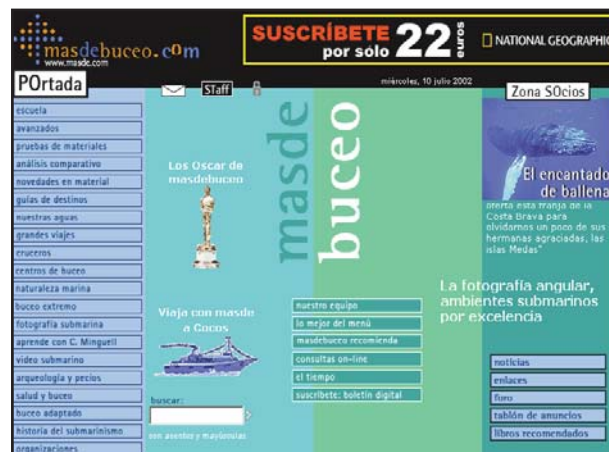 masdebuceo.com
www.masde.com
SUSCRÍBETE
por sólo
22
euros
NATIONAL GEOGRAPHIC
miércoles, 10 julio 2002
POrtada
STaff
Zona SOcios
escuela
avanzados
pruebas de materiales
análisis comparativo
novedades en material
guías de destinos
nuestras aguas
grandes viajes
cruceros
centros de buceo
naturaleza marina
buceo extremo
fotografía submarina
aprende con C. Minguell
video submarino
arqueología y pecios
salud y buceo
buceo adaptado
historia del submarinismo
organizaciones
Los Oscar de
masdebuceo
Viaja con masde
a Cocos
buscar:
con acentos y mayúsculas
masde
buceo
nuestro equipo
lo mejor del menú
masdebuceo recomienda
consultas on-line
el tiempo
suscríbete: boletín digital
El encantado
de ballena
oferta esta franja de la
Costa Brava para
olvidarnos un poco de sus
hermanas agraciadas, las
islas Medas"
La fotografía angular,
ambientes submarinos
por excelencia
noticias
enlaces
foro
tablón de anuncios
libros recomendados